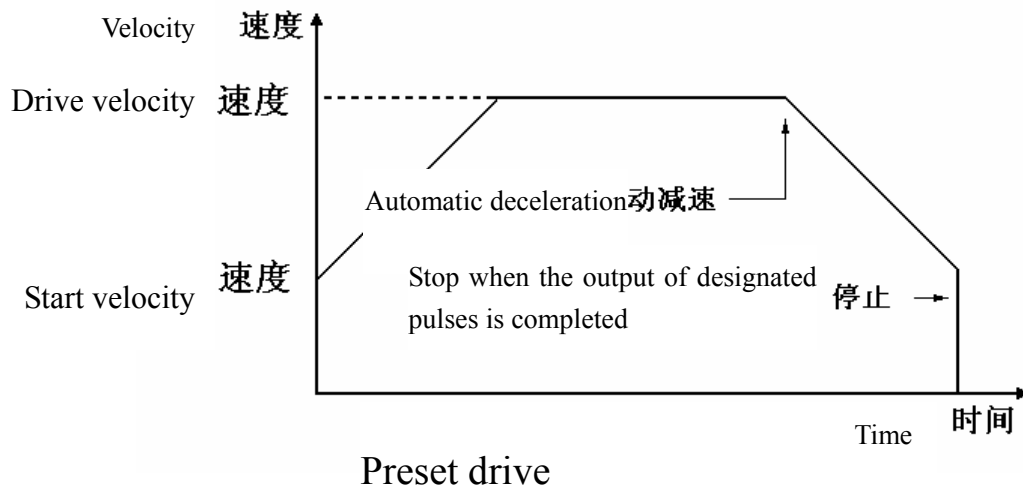 Velocity 速度
Drive velocity 速度
Automatic deceleration动减速
Start velocity 速度
Stop when the output of designated
pulses is completed
停止
Time 时间
Preset drive